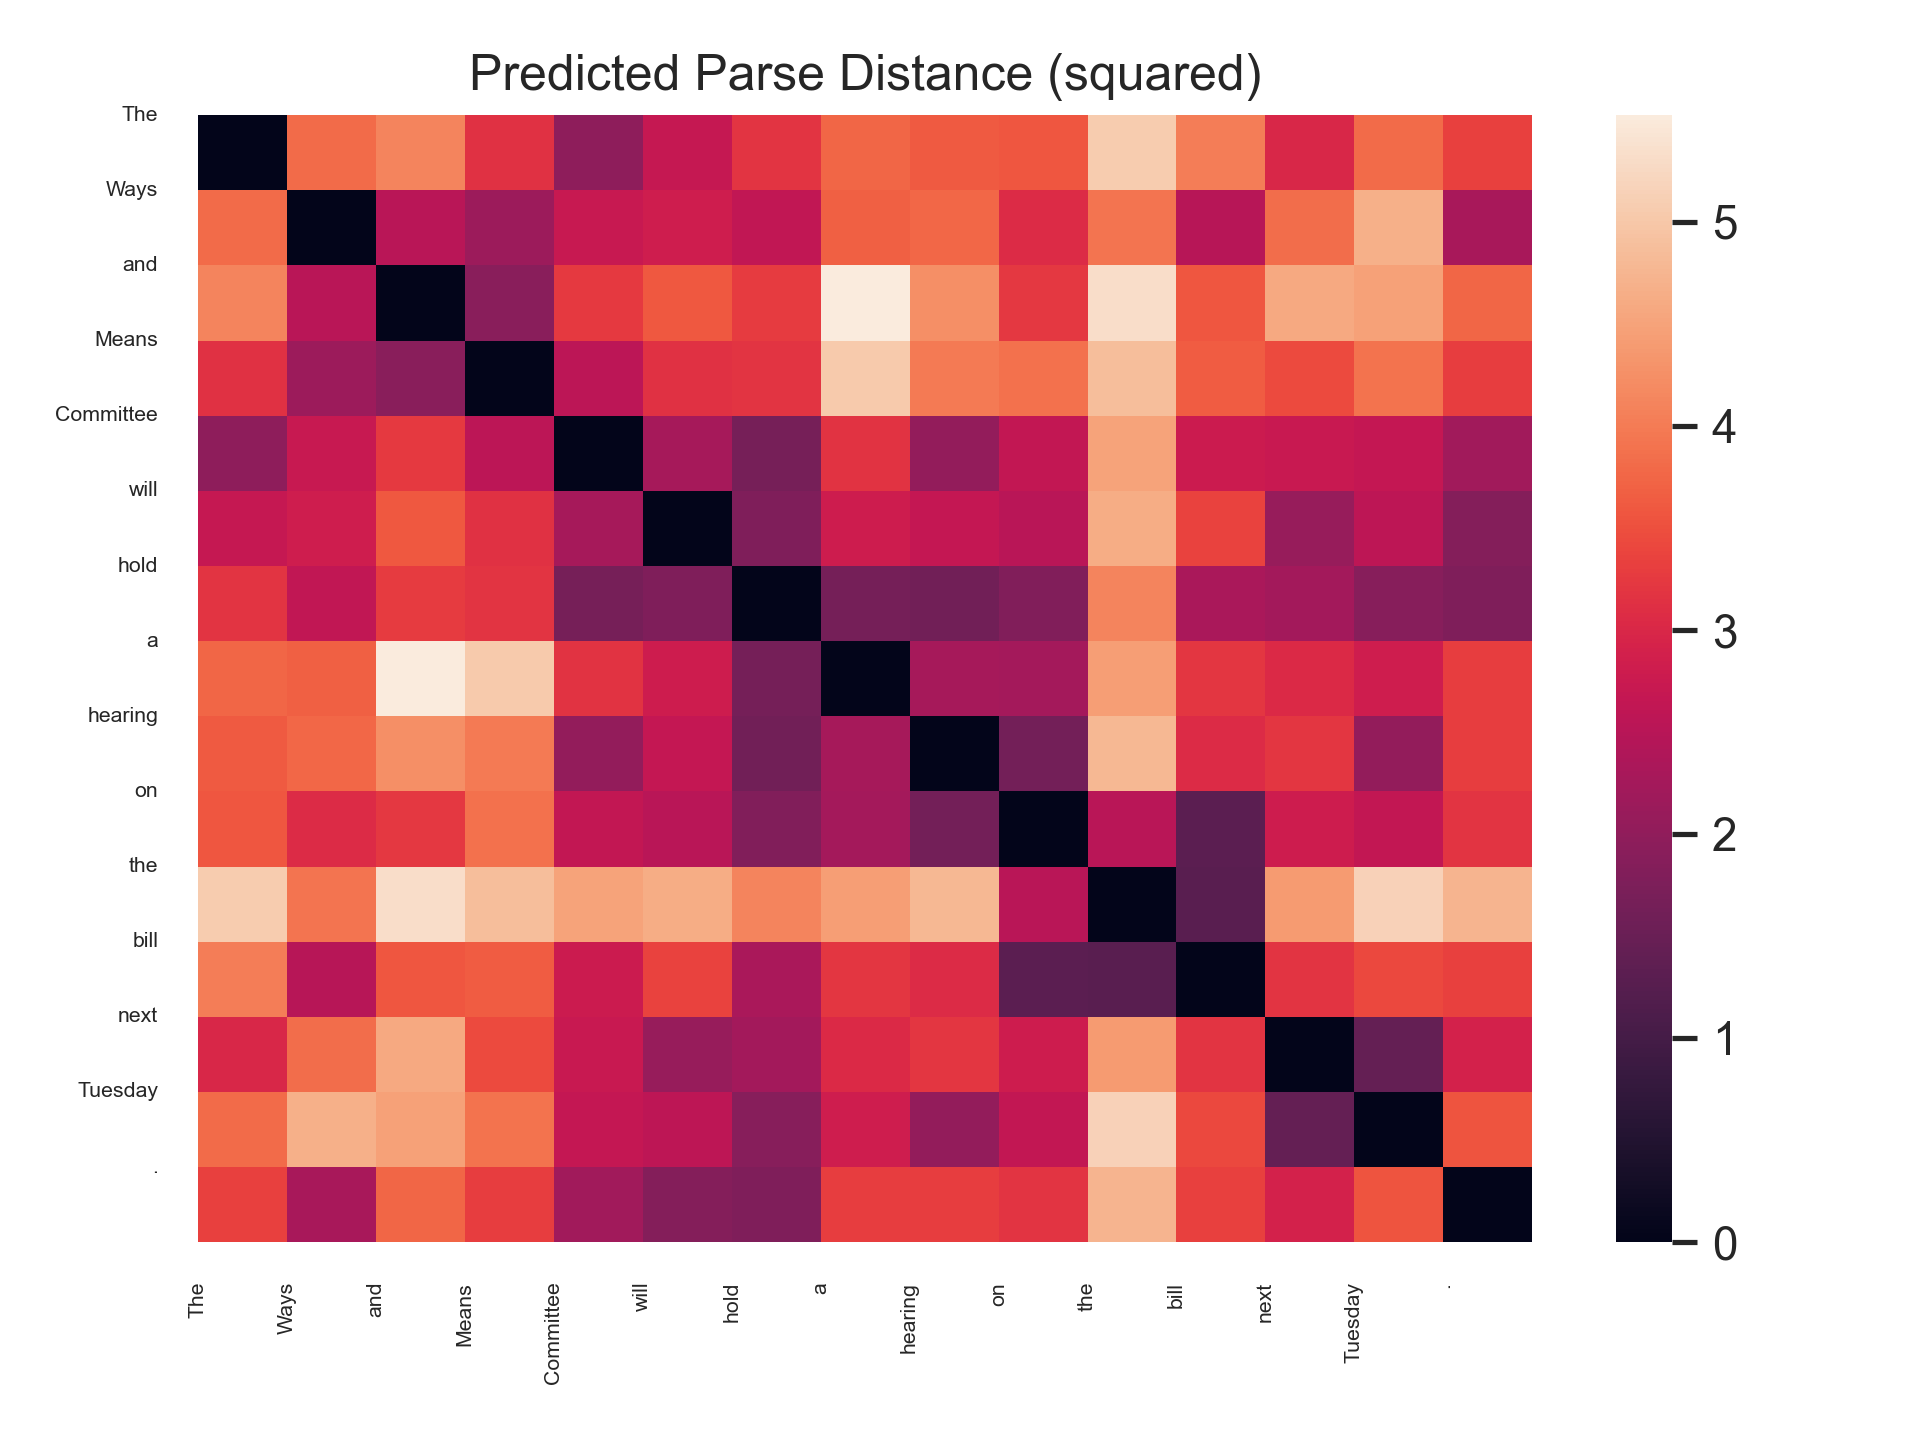 Predicted Parse Distance (squared)
The
Ways
and
Means
Committee
will
hold
a
hearing
on
the
bill
next
Tuesday
.
The
Ways
and
Means
Committee
will
hold
a
hearing
on
the
bill
next
Tuesday
.
5
4
3
2
1
0